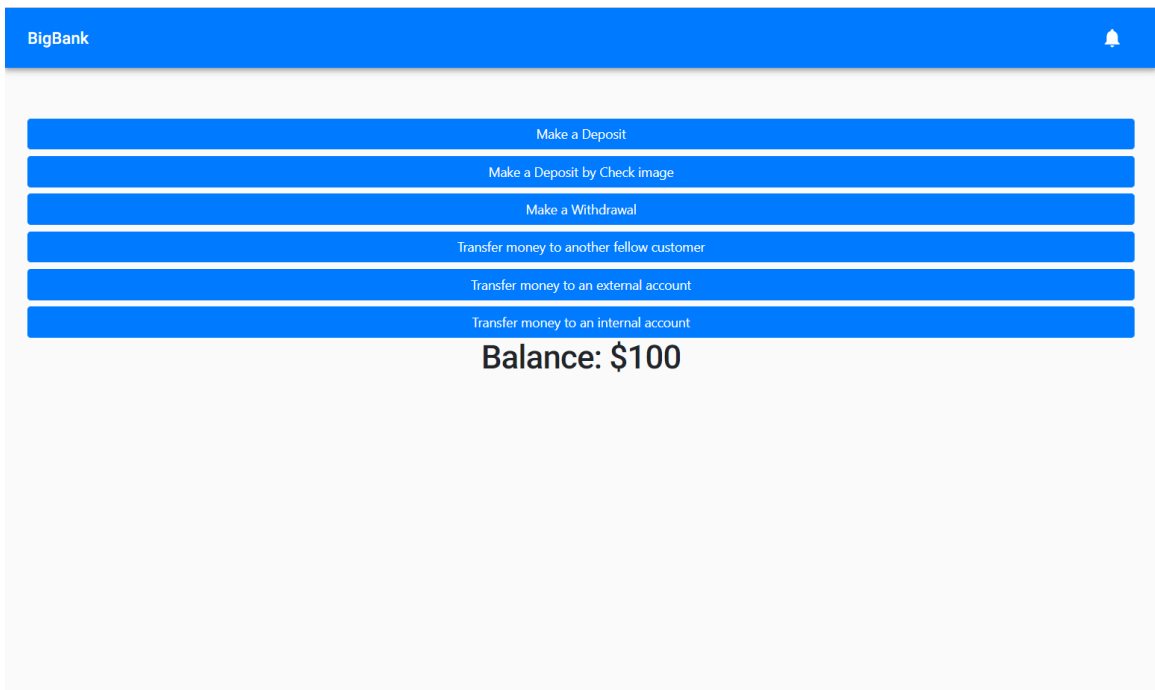 BigBank
Make a Deposit
Make a Deposit by Check image
Make a Withdrawal
Transfer money to another fellow customer
Transfer money to an external account
Transfer money to an internal account
Balance: $100